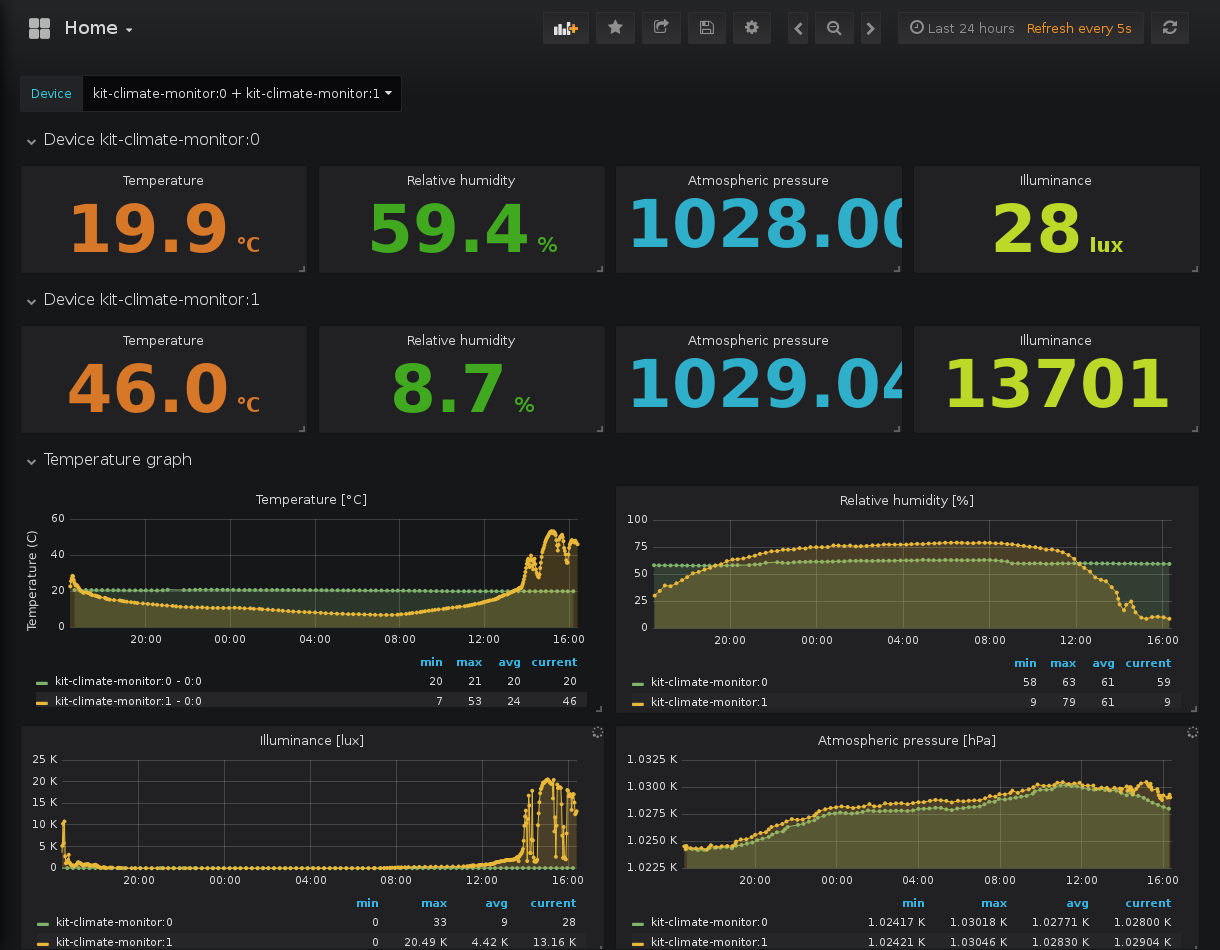 Home
Last 24 hours Refresh every 5s
Device kit-climate-monitor:0 + kit-climate-monitor:1
Device kit-climate-monitor:0
Temperature Relative humidity Atmospheric pressure Illuminance
19.9 °C 59.4 % 1028.00 28 lux
Device kit-climate-monitor:1
Temperature Relative humidity Atmospheric pressure Illuminance
46.0 °C 8.7 % 1029.04 13701
Temperature graph
Temperature [°C]
Temperature (C)
60
40
20
0
20:00 00:00 04:00 08:00 12:00 16:00
min max avg current
kit-climate-monitor:0 - 0:0 20 21 20 20
kit-climate-monitor:1 - 0:0 7 53 24 46
Relative humidity [%]
100
75
50
25
0
20:00 00:00 04:00 08:00 12:00 16:00
min max avg current
kit-climate-monitor:0 58 63 61 59
kit-climate-monitor:1 9 79 61 9
Illuminance [lux]
25 K
20 K
15 K
10 K
5 K
0
20:00 00:00 04:00 08:00 12:00 16:00
min max avg current
kit-climate-monitor:0 0 33 9 28
kit-climate-monitor:1 0 20.49 K 4.42 K 13.16 K
Atmospheric pressure [hPa]
1.0325 K
1.0300 K
1.0275 K
1.0250 K
1.0225 K
20:00 00:00 04:00 08:00 12:00 16:00
min max avg current
kit-climate-monitor:0 1.02417 K 1.03018 K 1.02771 K 1.02800 K
kit-climate-monitor:1 1.02421 K 1.03046 K 1.02830 K 1.02904 K